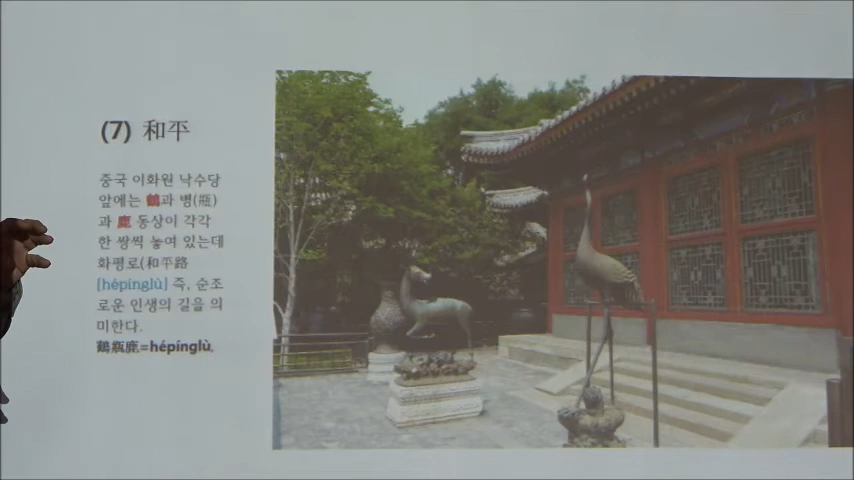 (7) 和平
중국 이화원 낙수당
앞에는 鶴과 병(瓶)
과 鹿 동상이 각각
한 쌍씩 놓여 있는데
화평로(和平路
[hépínglù] 즉, 순조
로운 인생의 길을 의
미한다.
鶴瓶鹿=hépínglù.